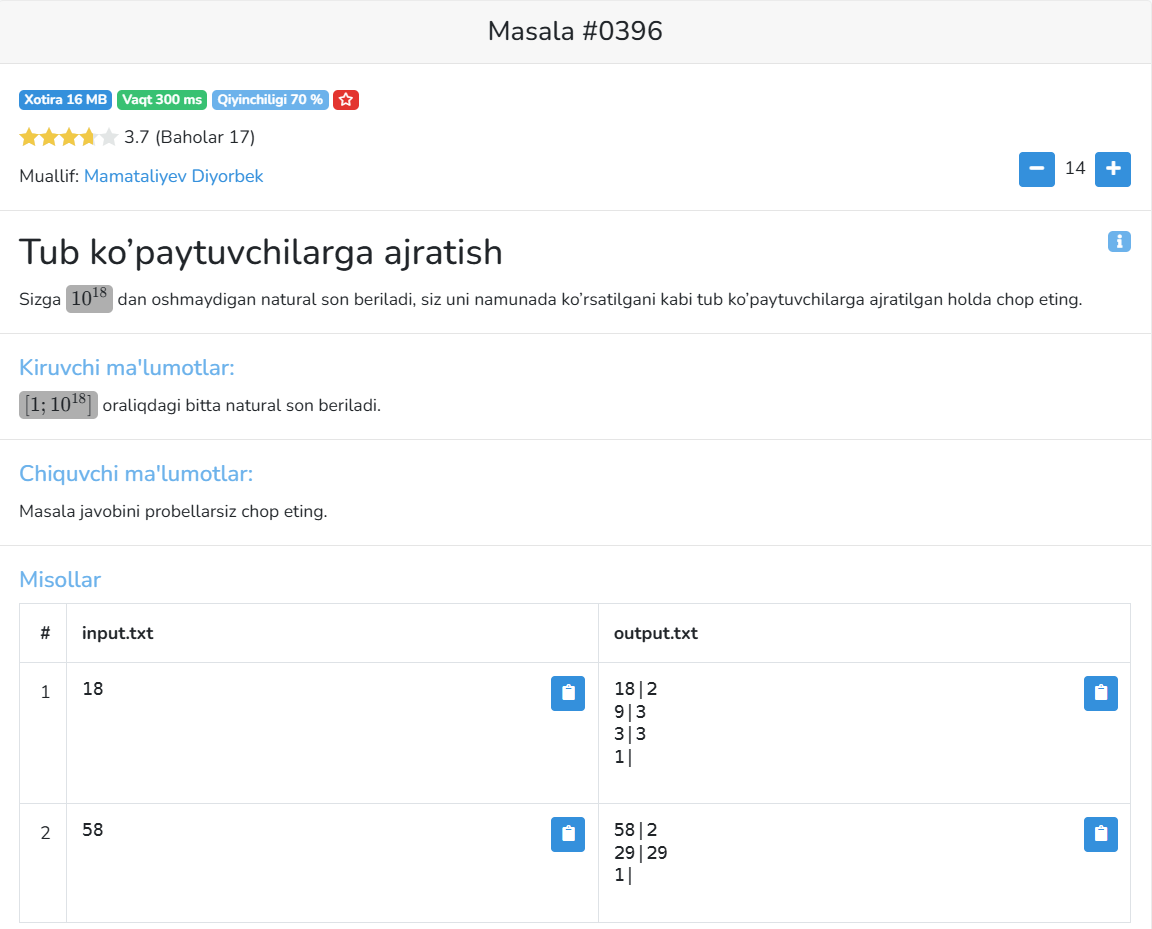 Masala #0396
Xotira 16 MB Vaqt 300 ms Qiyinchiligi 70 %
3.7 (Baholar 17)
Muallif: Mamataliyev Diyorbek
14
Tub ko’paytuvchilarga ajratish
Sizga 10^18 dan oshmaydigan natural son beriladi, siz uni namunada ko’rsatilgani kabi tub ko’paytuvchilarga ajratilgan holda chop eting.
Kiruvchi ma'lumotlar:
[1; 10^18] oraliqdagi bitta natural son beriladi.
Chiquvchi ma'lumotlar:
Masala javobini probellarsiz chop eting.
Misollar
# input.txt output.txt
1 18 18|2
9|3
3|3
1|
2 58 58|2
29|29
1|